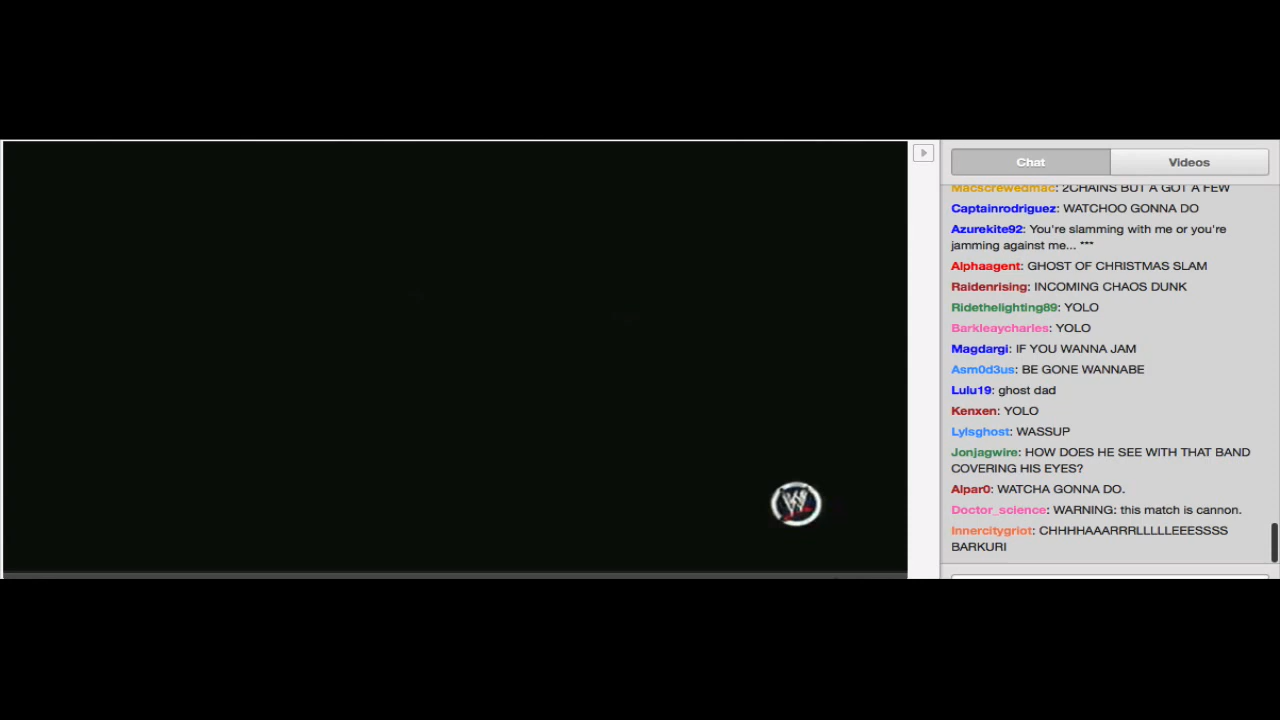 Chat
Videos
Macscrewedmac: 2CHAINS BUT A GOT A FEW
Captainrodriguez: WATCHOO GONNA DO
Azurekite92: You're slamming with me or you're
jamming against me... ***
Alphaagent: GHOST OF CHRISTMAS SLAM
Raidenrising: INCOMING CHAOS DUNK
Ridethelighting89: YOLO
Barkleaycharles: YOLO
Magdargi: IF YOU WANNA JAM
Asm0d3us: BE GONE WANNABE
Lulu19: ghost dad
Kenxen: YOLO
Lylsghost: WASSUP
Jonjagwire: HOW DOES HE SEE WITH THAT BAND
COVERING HIS EYES?
Alpar0: WATCHA GONNA DO.
Doctor_science: WARNING: this match is cannon.
Innercitygriot: CHHHHAAARRRLLLLLEEESSSS
BARKURI
W